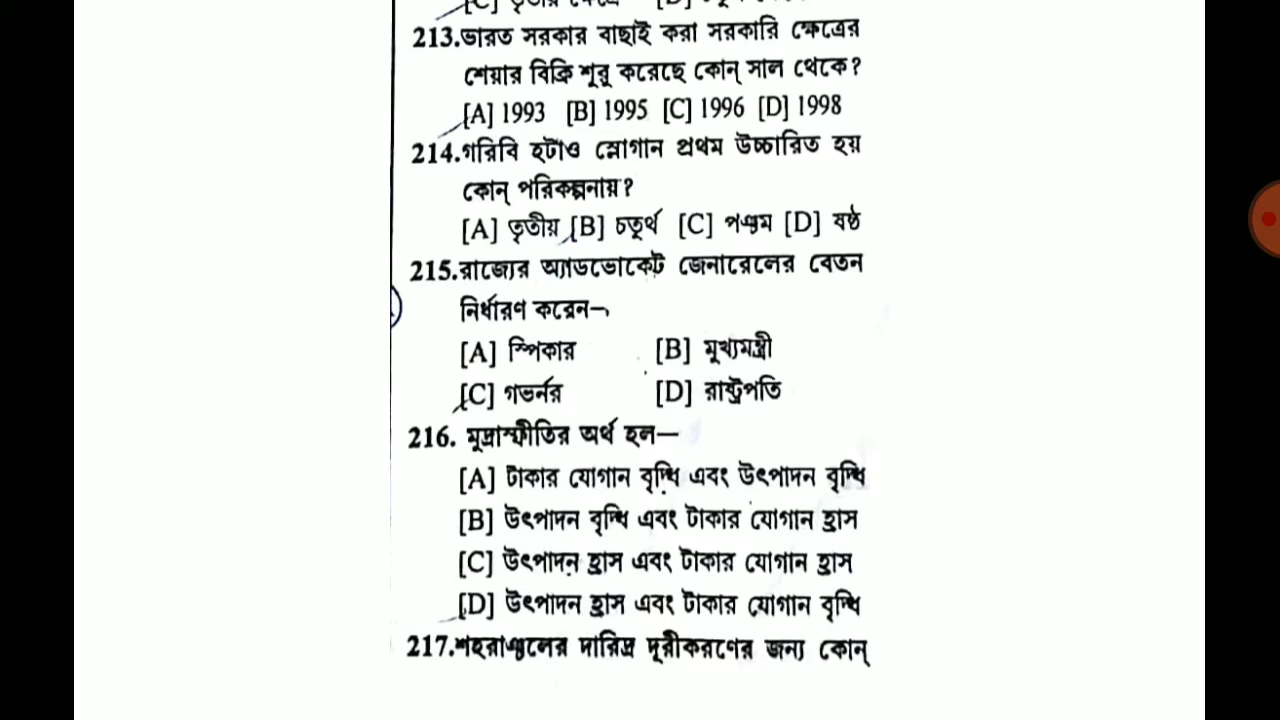 213.ভারত সরকার বাছাই করা সরকারি ক্ষেত্রের
শেয়ার বিক্রি শুরু করেছে কোন্ সাল থেকে?
[A] 1993 [B] 1995 [C] 1996 [D] 1998
214.গরিবি হটাও স্লোগান প্রথম উচ্চারিত হয়
কোন্ পরিকল্পনায়?
[A] তৃতীয় [B] চতুর্থ [C] পঞ্চম [D] ষষ্ঠ
215.রাজ্যের অ্যাডভোকেট জেনারেলের বেতন
নির্ধারণ করেন—
[A] স্পিকার [B] মুখ্যমন্ত্রী
[C] গভর্নর [D] রাষ্ট্রপতি
216. মুদ্রাস্ফীতির অর্থ হল—
[A] টাকার যোগান বৃদ্ধি এবং উৎপাদন বৃদ্ধি
[B] উৎপাদন বৃদ্ধি এবং টাকার যোগান হ্রাস
[C] উৎপাদন হ্রাস এবং টাকার যোগান হ্রাস
[D] উৎপাদন হ্রাস এবং টাকার যোগান বৃদ্ধি
217.শহরাঞ্চলের দারিদ্র দূরীকরণের জন্য কোন্